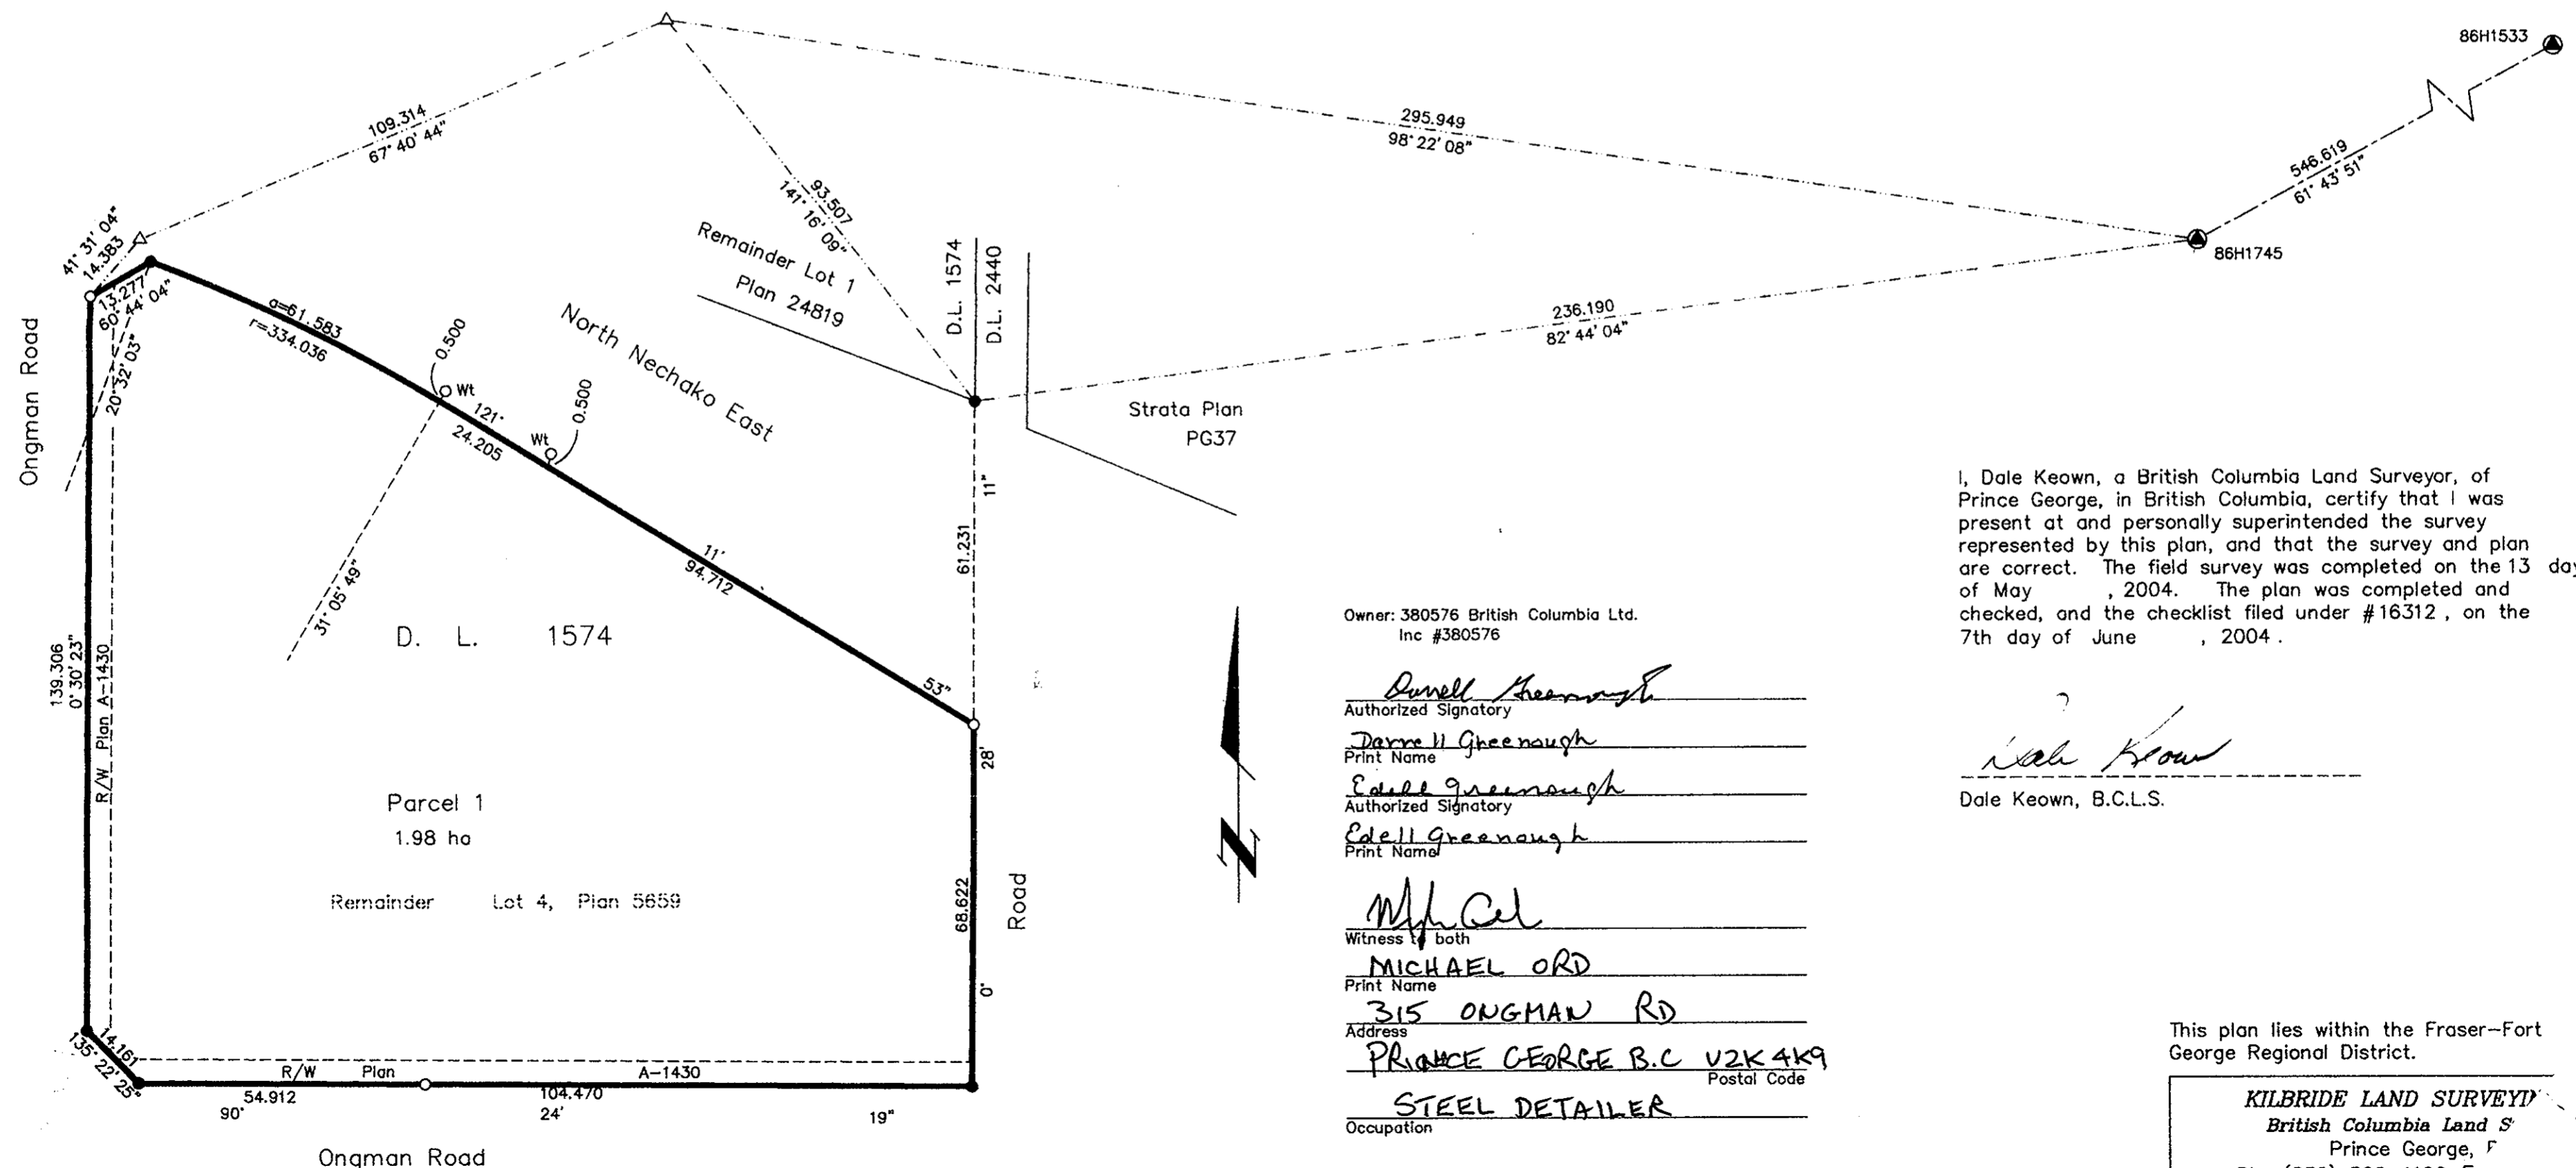 86H1533
109.314
67° 40' 44"
295.949
98° 22' 08"
546.619
61° 43' 51"
93.507
141° 16' 09"
86H1745
41° 31' 04"
14.383
13.277
60° 44' 04"
20° 32' 03"
Remainder Lot 1
Plan 24819
D.L. 1574
D.L. 2440
236.190
82° 44' 04"
a=61.583
r=334.036
0.500
Wt
North Nechako East
Ongman Road
121°
24.205
Wt
0.500
Strata Plan
PG37
11"
61.231
11'
94.712
31° 05' 49"
D. L. 1574
53"
28'
139.306
0° 30' 23"
R/W Plan A-1430
Parcel 1
1.98 ha
Remainder Lot 4, Plan 5659
68.622
Road
0°
14.161
135° 22' 25"
R/W Plan A-1430
54.912
104.470
90° 24' 19"
Ongman Road
N
Owner: 380576 British Columbia Ltd.
Inc #380576
Darrell Greenough
Authorized Signatory
Darrell Greenough
Print Name
Edell Greenough
Authorized Signatory
Edell Greenough
Print Name
Witness to both
MICHAEL ORD
Print Name
315 ONGMAN RD
Address
PRINCE GEORGE B.C V2K 4K9
Postal Code
STEEL DETAILER
Occupation
I, Dale Keown, a British Columbia Land Surveyor, of
Prince George, in British Columbia, certify that I was
present at and personally superintended the survey
represented by this plan, and that the survey and plan
are correct. The field survey was completed on the 13 day
of May , 2004. The plan was completed and
checked, and the checklist filed under #16312 , on the
7th day of June , 2004 .
Dale Keown
Dale Keown, B.C.L.S.
This plan lies within the Fraser-Fort
George Regional District.
KILBRIDE LAND SURVEYI
British Columbia Land S
Prince George,